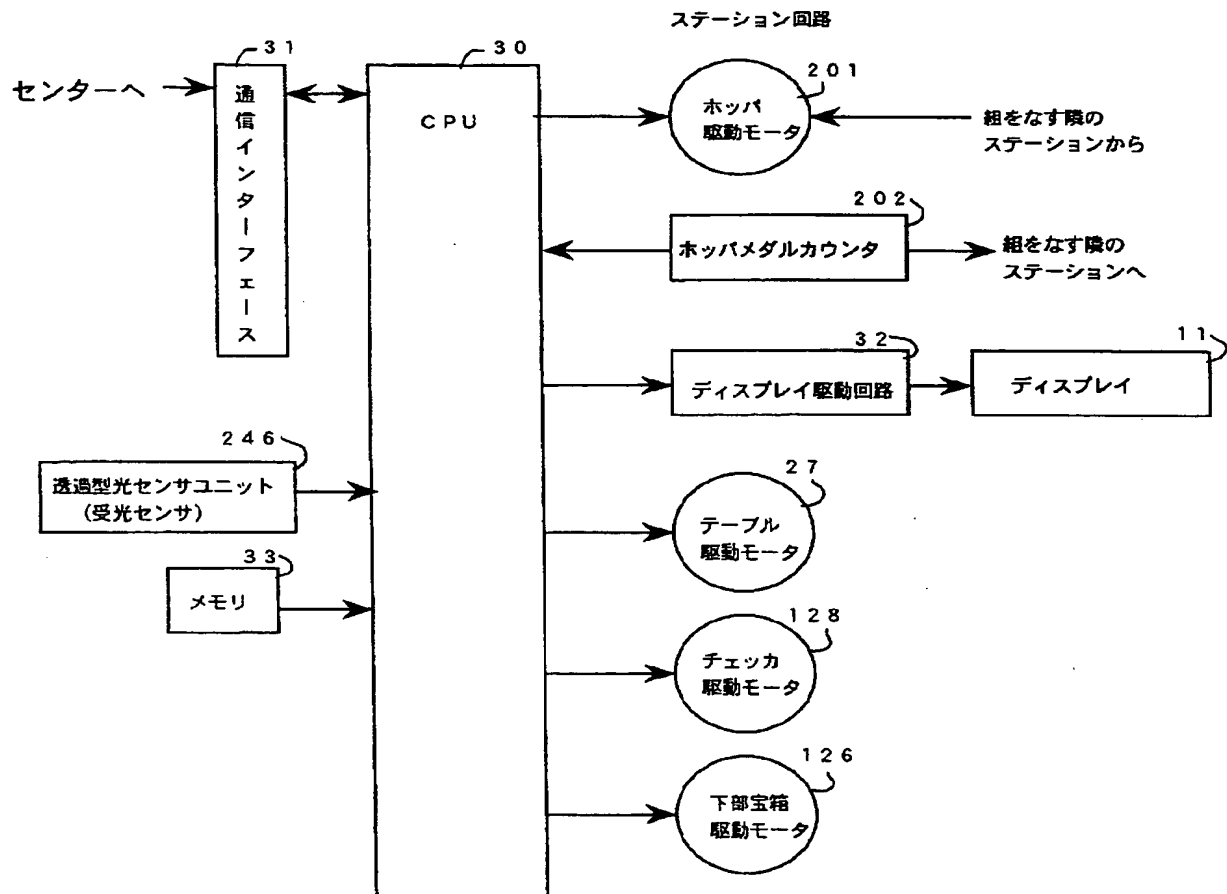 ステーション回路
31
30
センターへ
通信インターフェース
CPU
201
ホッパ
駆動モータ
組をなす隣の
ステーションから
202
ホッパメダルカウンタ
組をなす隣の
ステーションへ
32
ディスプレイ駆動回路
11
ディスプレイ
246
透過型光センサユニット
(受光センサ)
27
テーブル
駆動モータ
33
メモリ
128
チェッカ
駆動モータ
126
下部宝箱
駆動モータ